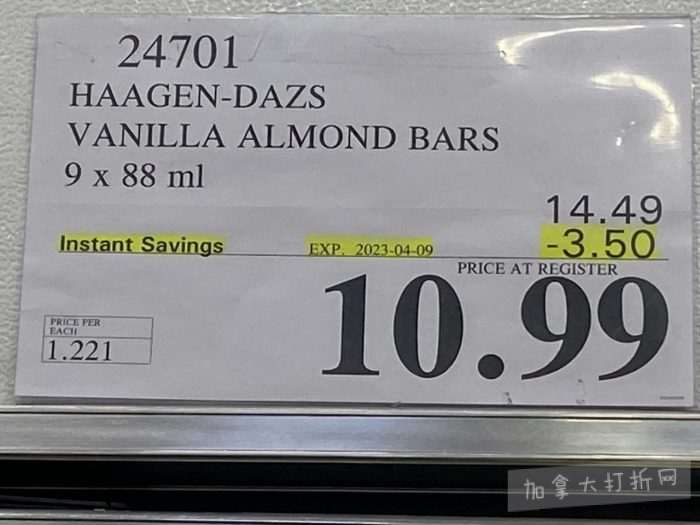 24701
HAAGEN-DAZS
VANILLA ALMOND BARS
9 x 88 ml
14.49
Instant Savings EXP. 2023-04-09 -3.50
PRICE AT REGISTER
10.99
PRICE PER
EACH
1.221
加拿大打折网